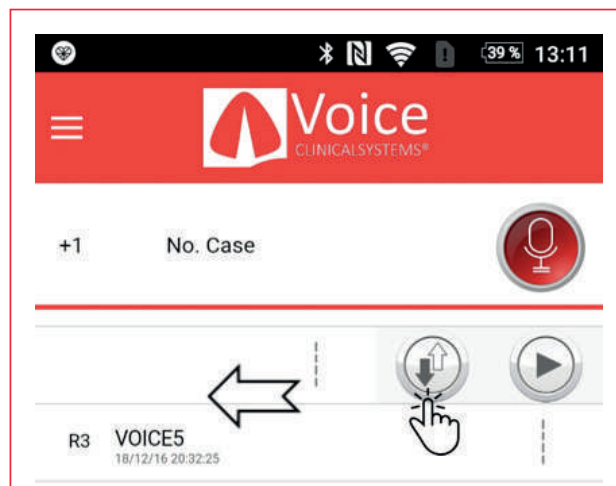 39 % 13:11
Voice
CLINICALSYSTEMS®
+1 No. Case
R3 VOICE5
18/12/16 20:32:25